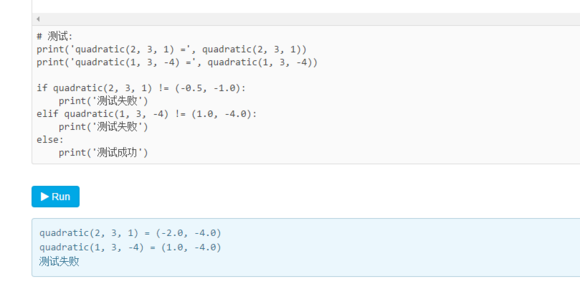 # 测试:
print('quadratic(2, 3, 1) =', quadratic(2, 3, 1))
print('quadratic(1, 3, -4) =', quadratic(1, 3, -4))
if quadratic(2, 3, 1) != (-0.5, -1.0):
    print('测试失败')
elif quadratic(1, 3, -4) != (1.0, -4.0):
    print('测试失败')
else:
    print('测试成功')
Run
quadratic(2, 3, 1) = (-2.0, -4.0)
quadratic(1, 3, -4) = (1.0, -4.0)
测试失败